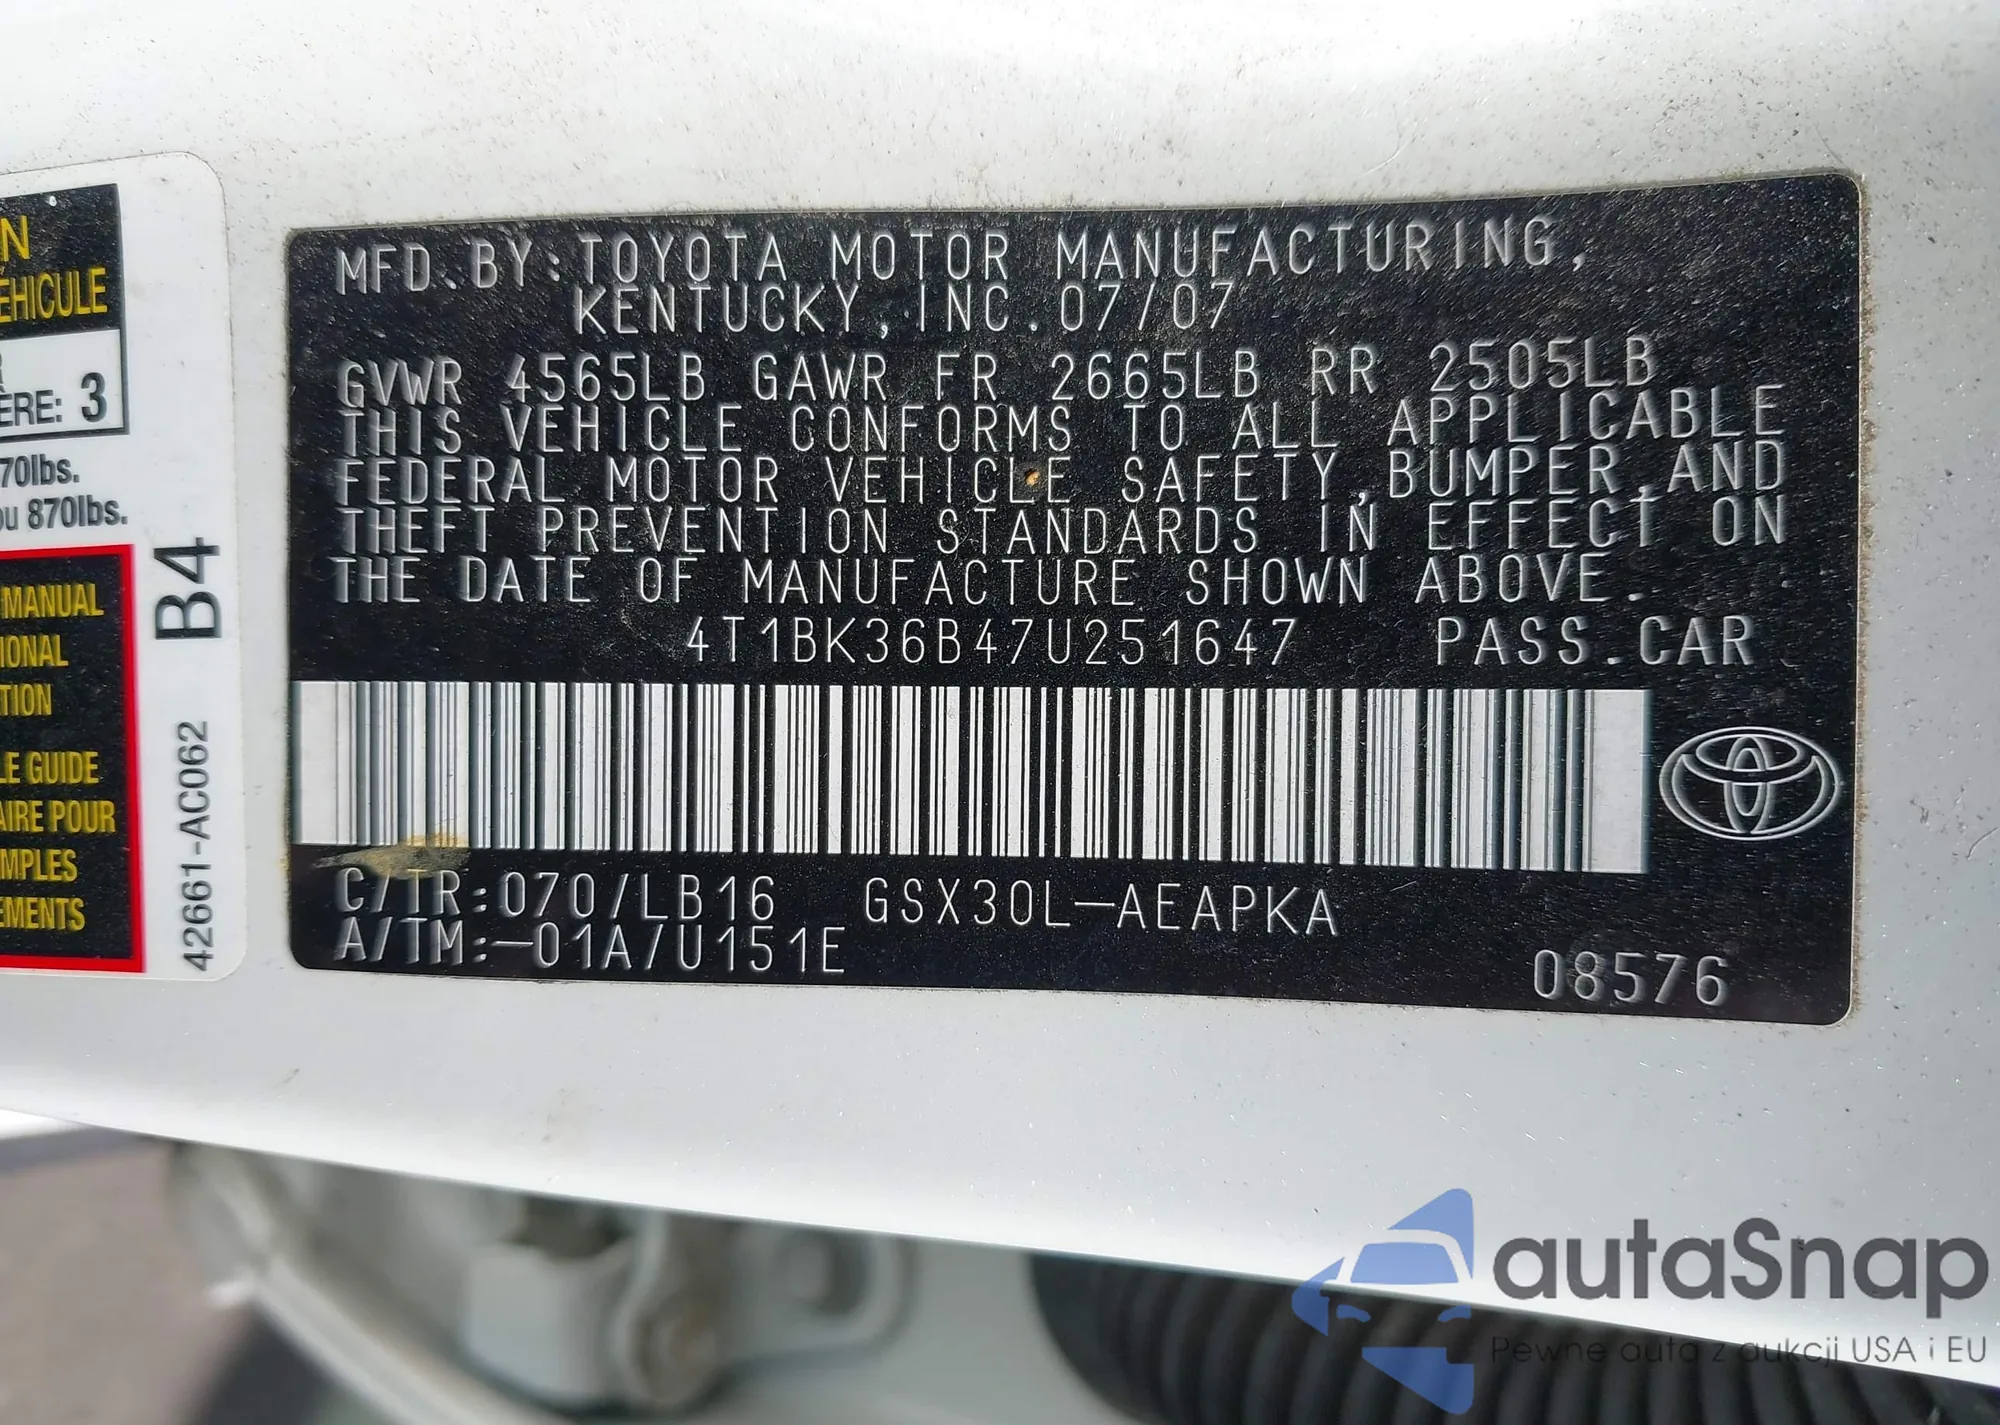 N
EHICULE
ERE: 3
70lbs.
ou 870lbs.
MANUAL
IONAL
TION
LE GUIDE
AIRE POUR
MPLES
EMENTS
B4
42661-AC062
MFD.BY:TOYOTA MOTOR MANUFACTURING,
KENTUCKY,INC.07/07
GVWR 4565LB GAWR FR 2665LB RR 2505LB
THIS VEHICLE CONFORMS TO ALL APPLICABLE
FEDERAL MOTOR VEHICLE SAFETY,BUMPER,AND
THEFT PREVENTION STANDARDS IN EFFECT ON
THE DATE OF MANUFACTURE SHOWN ABOVE.
4T1BK36B47U251647 PASS.CAR
C/TR:070/LB16 GSX30L-AEAPKA
A/TM:-01A/U151E
08576
autaSnap
Pewne auta z aukcji USA i EU